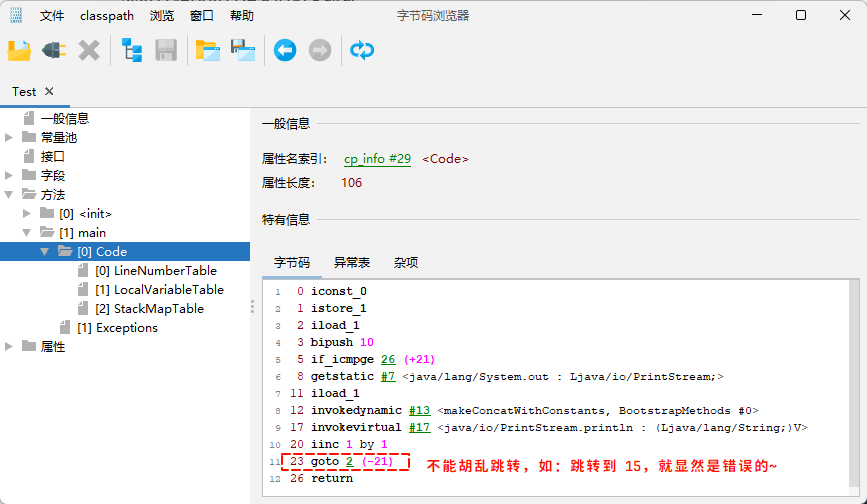 文件 classpath 浏览 窗口 帮助 字节码浏览器
Test
一般信息
常量池
接口
字段
方法
[0] <init>
[1] main
[0] Code
[0] LineNumberTable
[1] LocalVariableTable
[2] StackMapTable
[1] Exceptions
属性
一般信息
属性名索引: cp_info #29 <Code>
属性长度: 106
特有信息
字节码 异常表 杂项
1 0 iconst_0
2 1 istore_1
3 2 iload_1
4 3 bipush 10
5 5 if_icmpge 26 (+21)
6 8 getstatic #7 <java/lang/System.out : Ljava/io/PrintStream;>
7 11 iload_1
8 12 invokedynamic #13 <makeConcatWithConstants, BootstrapMethods #0>
9 17 invokevirtual #17 <java/io/PrintStream.println : (Ljava/lang/String;)V>
10 20 iinc 1 by 1
11 23 goto 2 (-21) 不能胡乱跳转，如：跳转到 15，就显然是错误的~
12 26 return